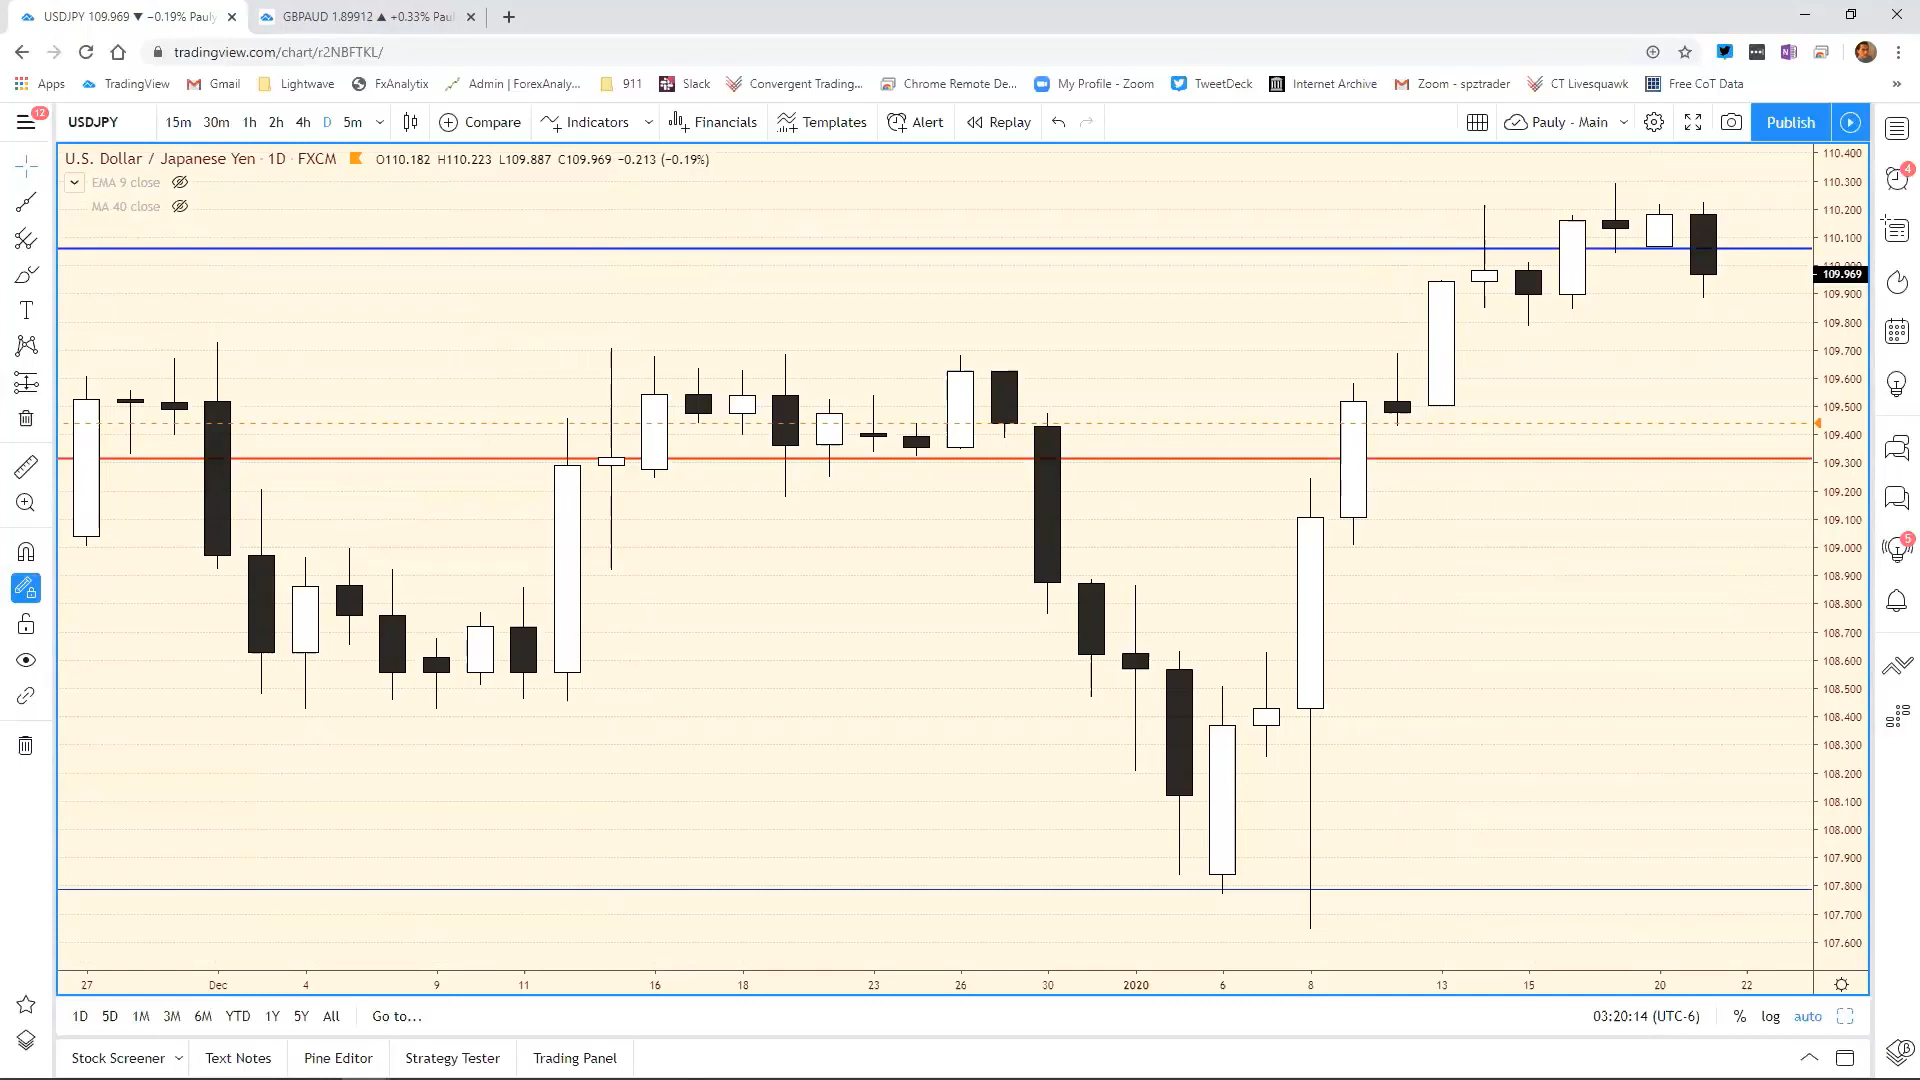 USDJPY 109.969 ▼ −0.19% Pauly
GBPAUD 1.89912 ▲ +0.33% Paul
tradingview.com/chart/r2NBFTKL/
Apps TradingView Gmail Lightwave FxAnalytix Admin | ForexAnaly... 911 Slack Convergent Trading... Chrome Remote De... My Profile - Zoom TweetDeck Internet Archive Zoom - spztrader CT Livesquawk Free CoT Data »
12 USDJPY 15m 30m 1h 2h 4h D 5m Compare Indicators Financials Templates Alert Replay Pauly - Main Publish
U.S. Dollar / Japanese Yen · 1D · FXCM O110.182 H110.223 L109.887 C109.969 −0.213 (−0.19%)
EMA 9 close
MA 40 close
110.400
110.300
110.200
110.100
110.000
109.969
109.900
109.800
109.700
109.600
109.500
109.400
109.300
109.200
109.100
109.000
108.900
108.800
108.700
108.600
108.500
108.400
108.300
108.200
108.100
108.000
107.900
107.800
107.700
107.600
4
5
27 Dec 4 9 11 16 18 23 26 30 2020 6 8 13 15 20 22
1D 5D 1M 3M 6M YTD 1Y 5Y All Go to... 03:20:14 (UTC-6) % log auto
Stock Screener Text Notes Pine Editor Strategy Tester Trading Panel